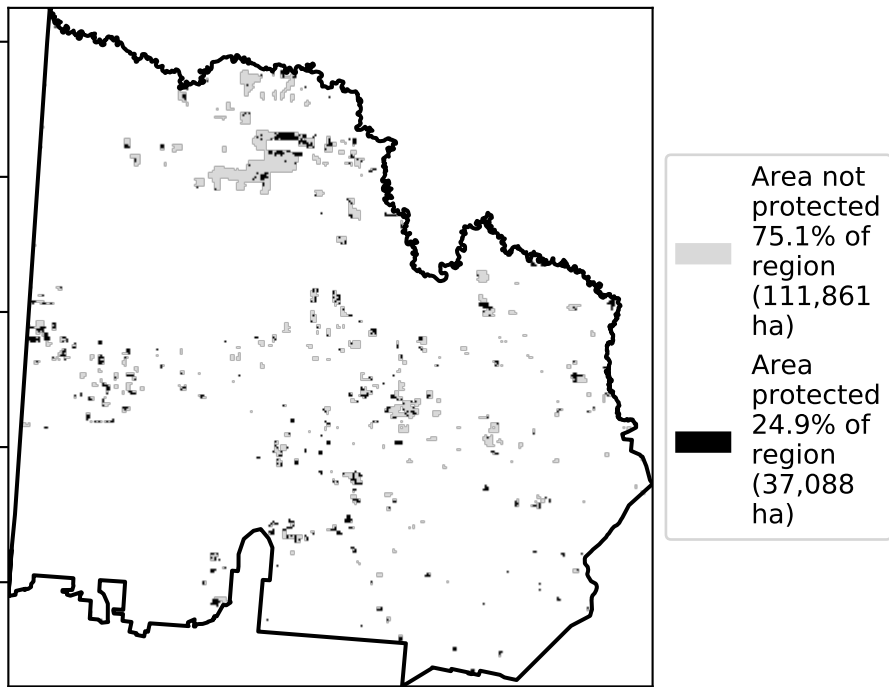 Area not
protected
75.1% of
region
(111,861
ha)
Area
protected
24.9% of
region
(37,088
ha)